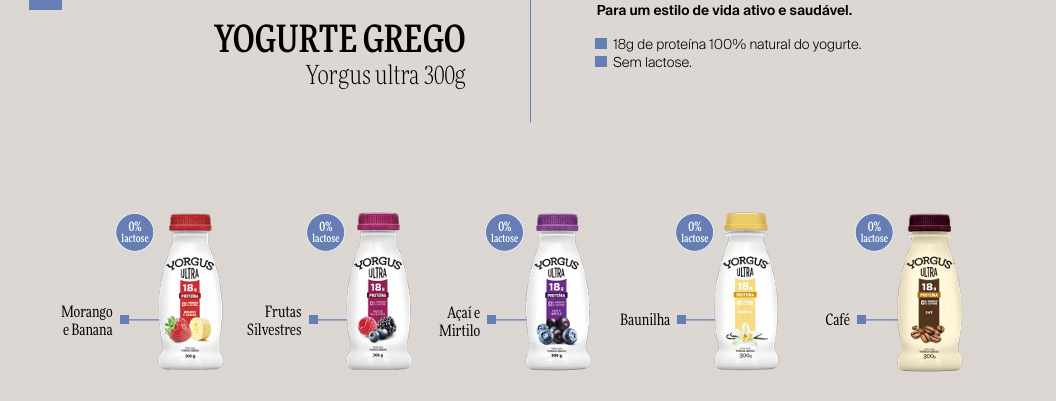 YOGURTE GREGO
Yorgus ultra 300g
Para um estilo de vida ativo e saudável.
18g de proteína 100% natural do yogurte.
Sem lactose.
0%
lactose
YORGUS
ULTRA
18g
PROTEÍNA
300 g
Morango
e Banana
0%
lactose
YORGUS
ULTRA
18g
PROTEÍNA
300 g
Frutas
Silvestres
0%
lactose
YORGUS
ULTRA
18g
PROTEÍNA
300 g
Açaí e
Mirtilo
0%
lactose
YORGUS
ULTRA
18g
PROTEÍNA
300g
Baunilha
0%
lactose
YORGUS
ULTRA
18g
PROTEÍNA
CAFÉ
300g
Café